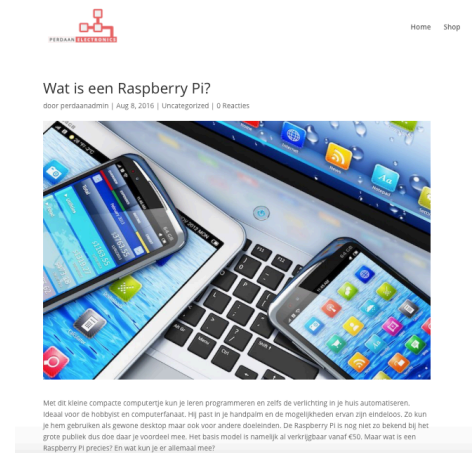 PERDAAN ELECTRONICS
Home Shop
Wat is een Raspberry Pi?
door perdaanadmin | Aug 8, 2016 | Uncategorized | 0 Reacties
Met dit kleine compacte computertje kun je leren programmeren en zelfs de verlichting in je huis automatiseren.
Ideaal voor de hobbyist en computerfanaat. Hij past in je handpalm en de mogelijkheden ervan zijn eindeloos. Zo kun
je hem gebruiken als gewone desktop maar ook voor andere doeleinden. De Raspberry Pi is nog niet zo bekend bij het
grote publiek dus doe daar je voordeel mee. Het basis model is namelijk al verkrijgbaar vanaf €50. Maar wat is een
Raspberry Pi precies? En wat kun je er allemaal mee?